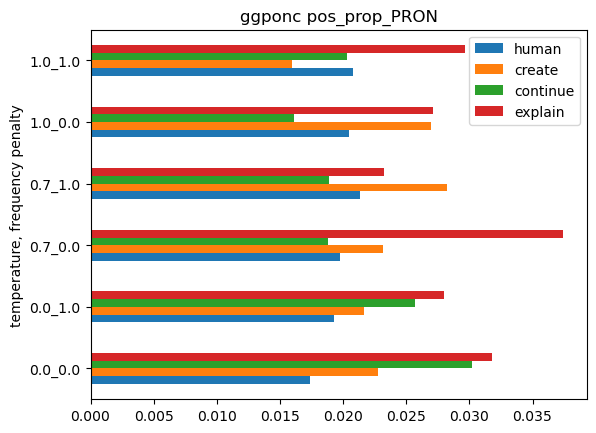 ggponc pos_prop_PRON
human
create
continue
explain
temperature, frequency penalty
1.0_1.0
1.0_0.0
0.7_1.0
0.7_0.0
0.0_1.0
0.0_0.0
0.000 0.005 0.010 0.015 0.020 0.025 0.030 0.035